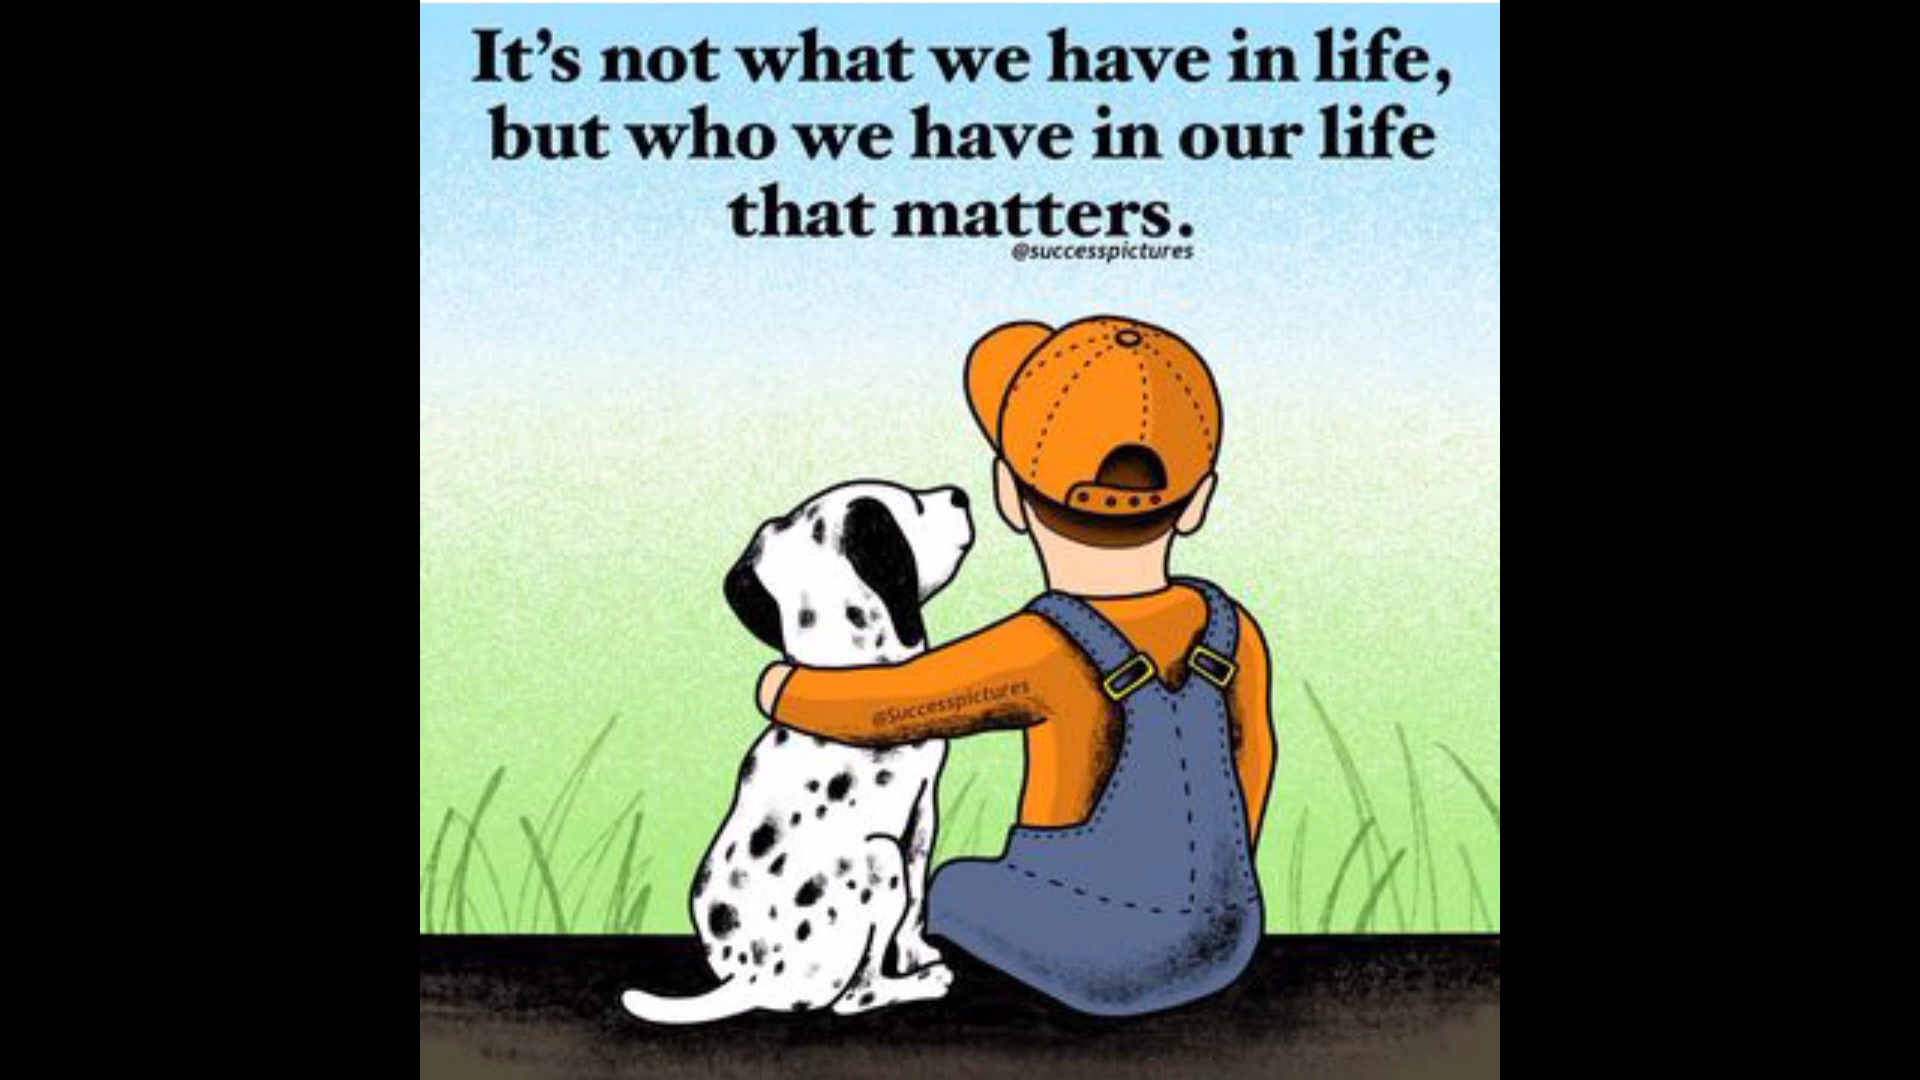 It’s not what we have in life,
but who we have in our life
that matters.
@successpictures
@Successpictures